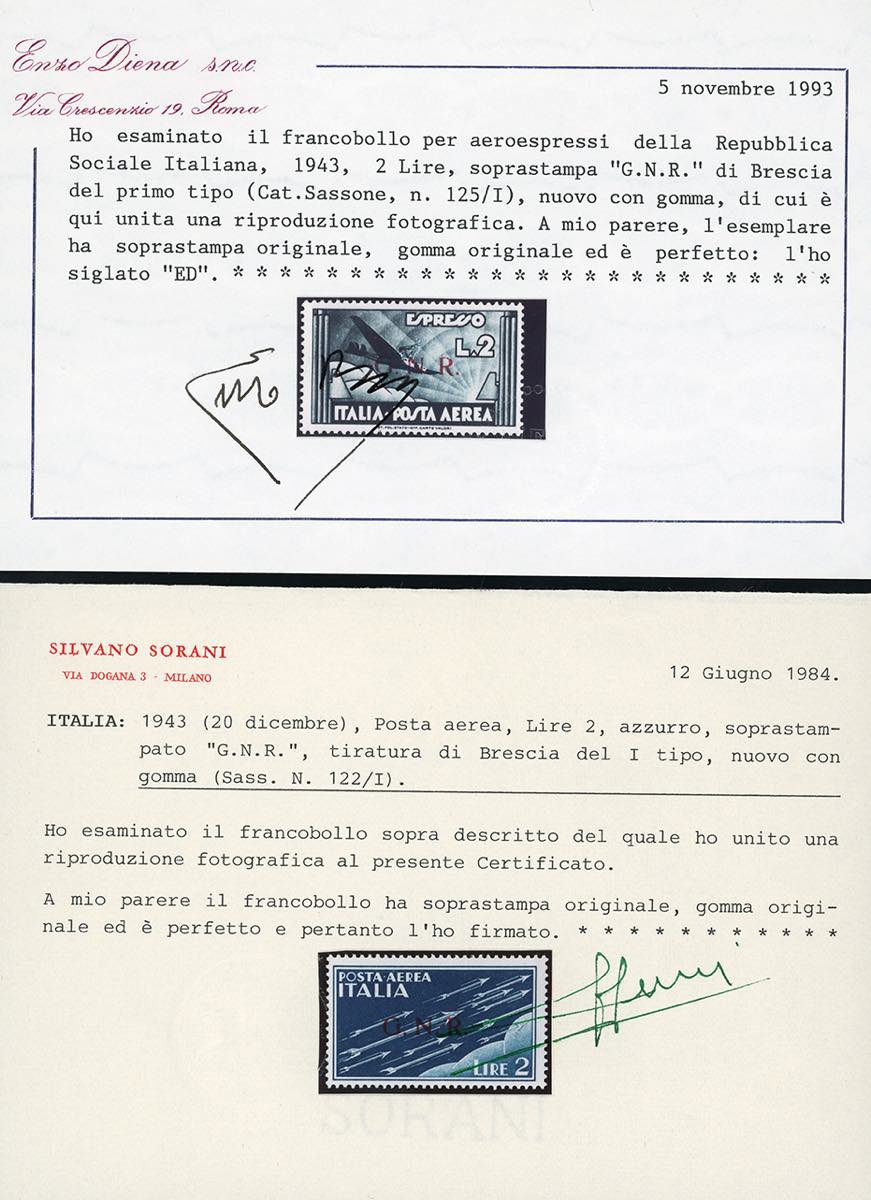 Enzo Diena s.n.c.
Via Crescenzio 19, Roma
5 novembre 1993
Ho esaminato il francobollo per aeroespressi della Repubblica
Sociale Italiana, 1943, 2 Lire, soprastampa "G.N.R." di Brescia
del primo tipo (Cat.Sassone, n. 125/I), nuovo con gomma, di cui è
qui unita una riproduzione fotografica. A mio parere, l'esemplare
ha soprastampa originale, gomma originale ed è perfetto: l'ho
siglato "ED". * * * * * * * * * * * * * * * * * * * * * * * *
ESPRESSO
L.2
G.N.R.
ITALIA·POSTA AEREA
IST. POL. STATO-OFF. CARTE VALORI
SILVANO SORANI
VIA DOGANA 3 - MILANO
12 Giugno 1984.
ITALIA: 1943 (20 dicembre), Posta aerea, Lire 2, azzurro, soprastam-
pato "G.N.R.", tiratura di Brescia del I tipo, nuovo con
gomma (Sass. N. 122/I).
Ho esaminato il francobollo sopra descritto del quale ho unito una
riproduzione fotografica al presente Certificato.
A mio parere il francobollo ha soprastampa originale, gomma origi-
nale ed è perfetto e pertanto l'ho firmato. * * * * * * * * * * *
POSTA·AEREA
ITALIA
G.N.R.
LIRE 2
SORANI